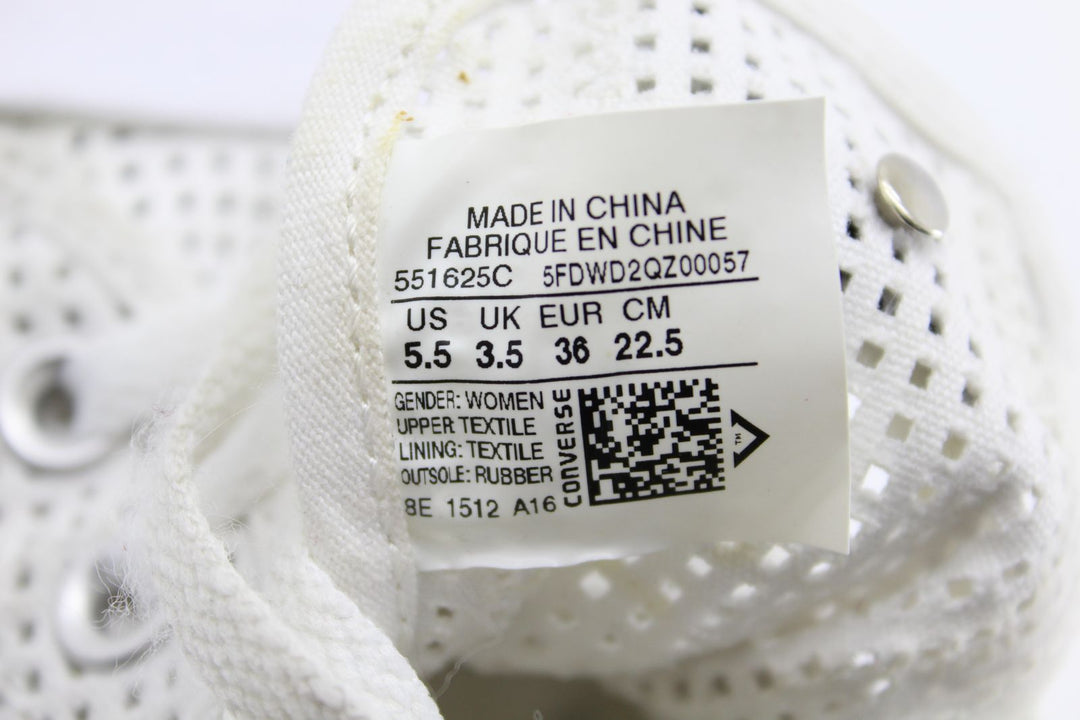 MADE IN CHINA
FABRIQUE EN CHINE
551625C 5FDWD2QZ00057
US UK EUR CM
5.5 3.5 36 22.5
GENDER: WOMEN
UPPER TEXTILE
LINING: TEXTILE
OUTSOLE: RUBBER
8E 1512 A16
CONVERSE
TM